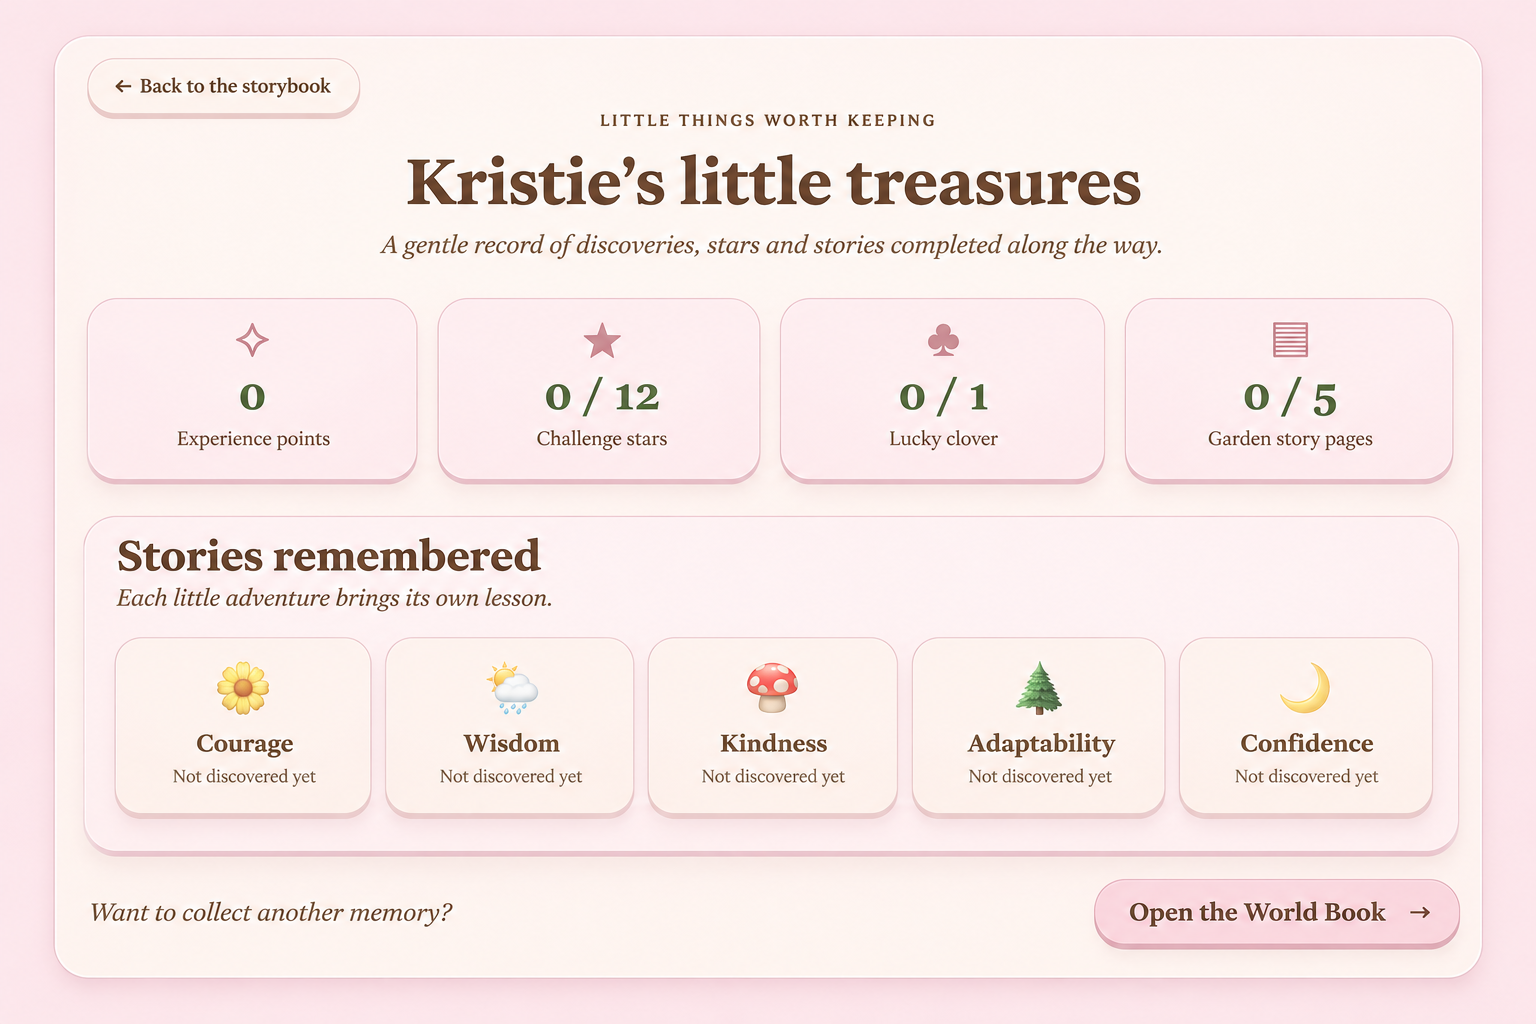 ← Back to the storybook
LITTLE THINGS WORTH KEEPING
Kristie’s little treasures
A gentle record of discoveries, stars and stories completed along the way.
0
Experience points
0 / 12
Challenge stars
0 / 1
Lucky clover
0 / 5
Garden story pages
Stories remembered
Each little adventure brings its own lesson.
Courage
Not discovered yet
Wisdom
Not discovered yet
Kindness
Not discovered yet
Adaptability
Not discovered yet
Confidence
Not discovered yet
Want to collect another memory?
Open the World Book →